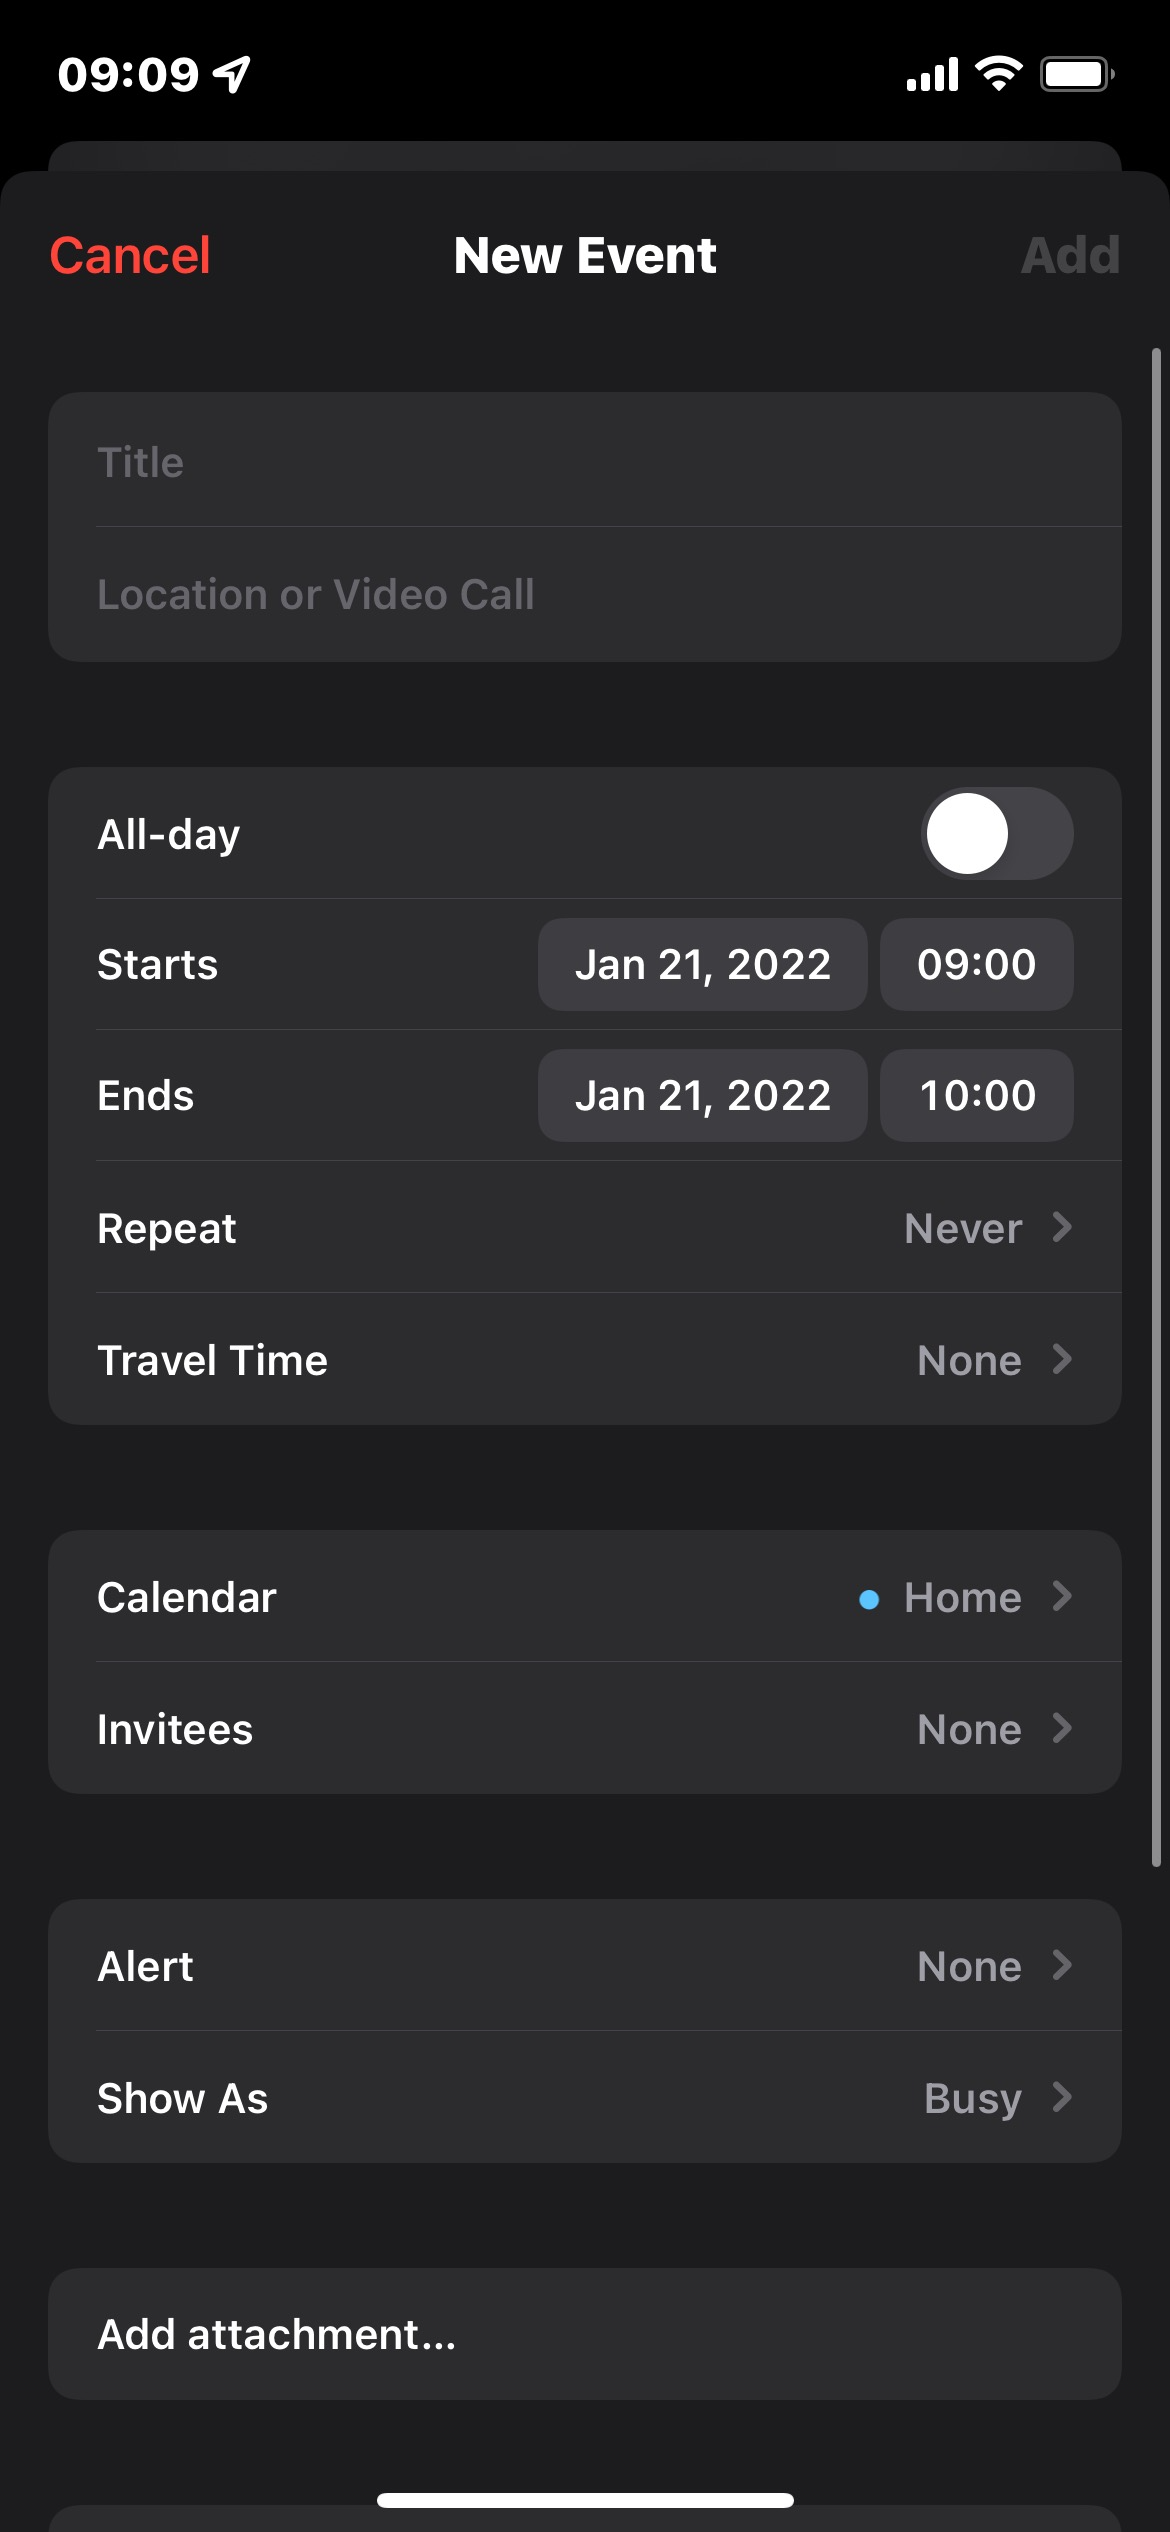 09:09
Cancel New Event Add
Title
Location or Video Call
All-day
Starts Jan 21, 2022 09:00
Ends Jan 21, 2022 10:00
Repeat Never
Travel Time None
Calendar Home
Invitees None
Alert None
Show As Busy
Add attachment...